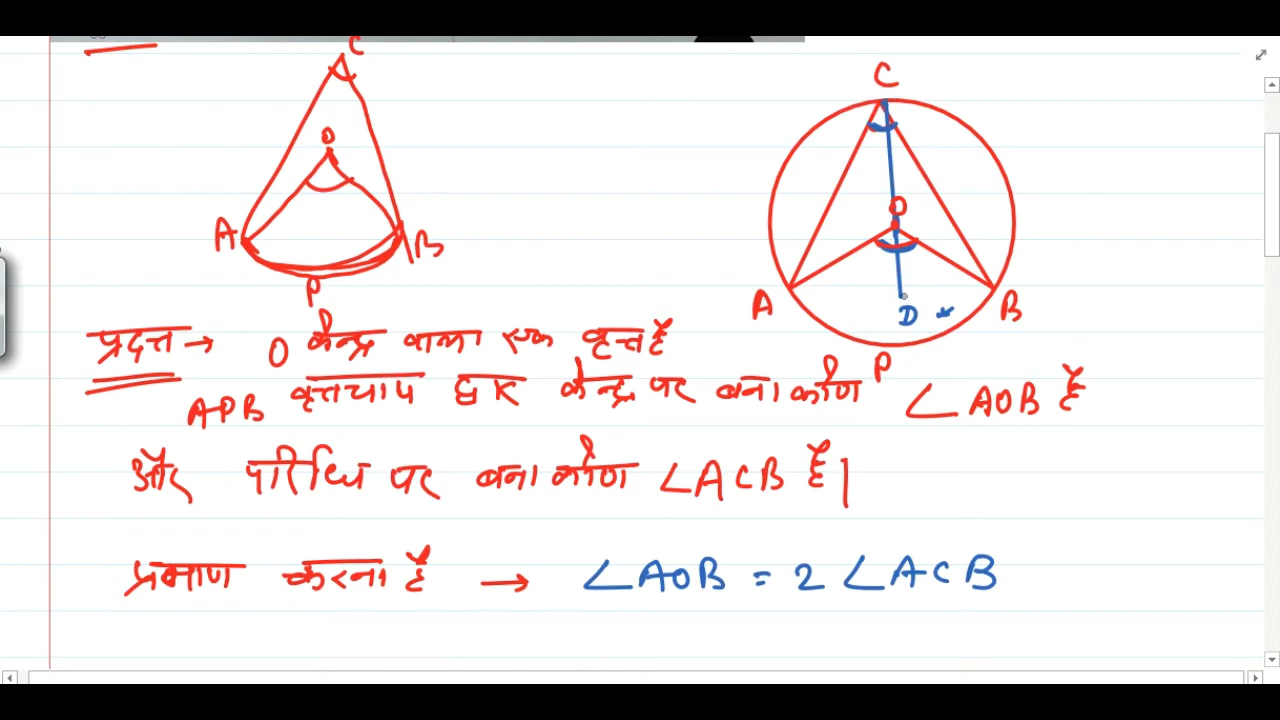 C
O
A
B
P
C
O
A
B
D *
P
प्रदत्त → O केन्द्र वाला एक वृत्त है
APB वृत्तचाप द्वारा केन्द्र पर बना कोण ∠AOB है
और परिधि पर बना कोण ∠ACB है|
प्रमाण करना है → ∠AOB = 2 ∠ACB